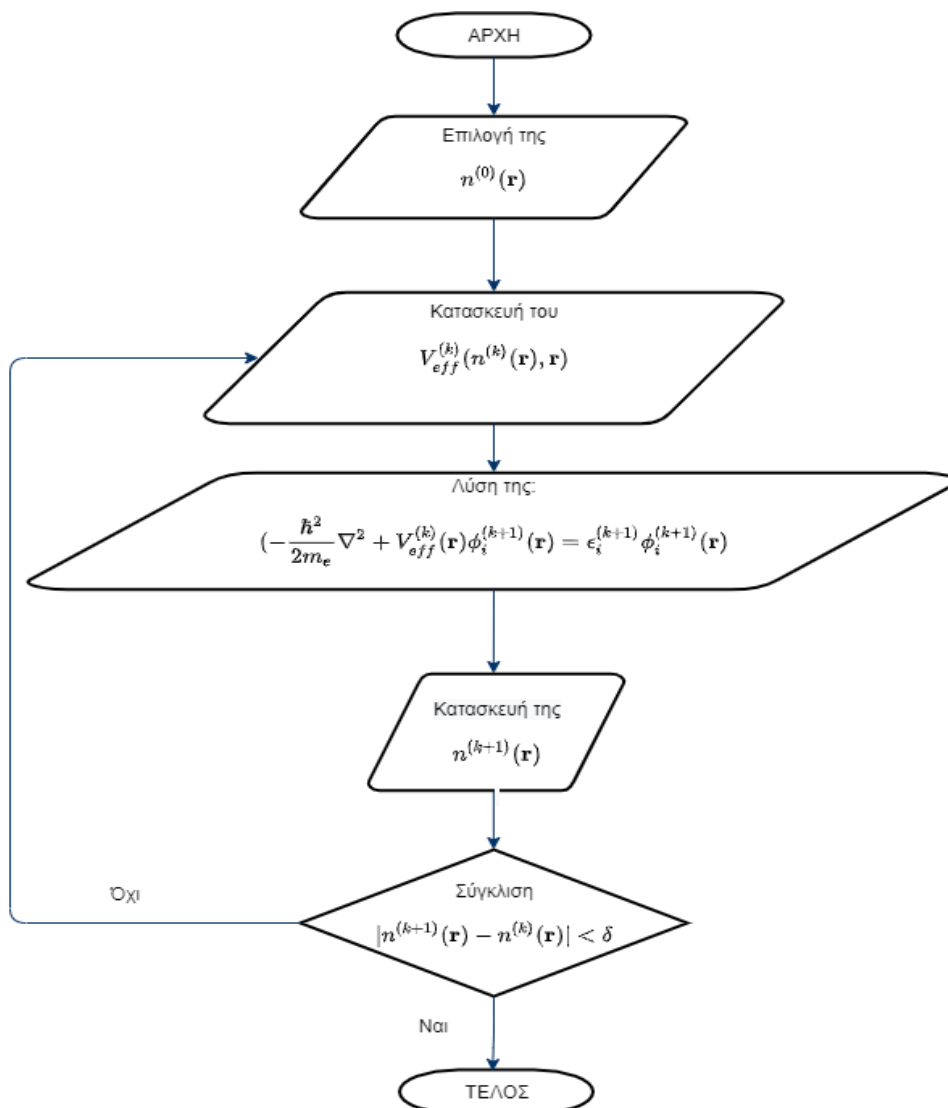 ΑΡΧΗ
Επιλογή της
$n^{(0)}(\mathbf{r})$
Κατασκευή του
$V_{eff}^{(k)}(n^{(k)}(\mathbf{r}), \mathbf{r})$
Λύση της:
$(-\frac{\hbar^2}{2m_e}\nabla^2 + V_{eff}^{(k)}(\mathbf{r})\phi_i^{(k+1)}(\mathbf{r}) = \epsilon_i^{(k+1)}\phi_i^{(k+1)}(\mathbf{r})$
Κατασκευή της
$n^{(k+1)}(\mathbf{r})$
Σύγκλιση
$|n^{(k+1)}(\mathbf{r}) - n^{(k)}(\mathbf{r})| < \delta$
Όχι
Ναι
ΤΕΛΟΣ